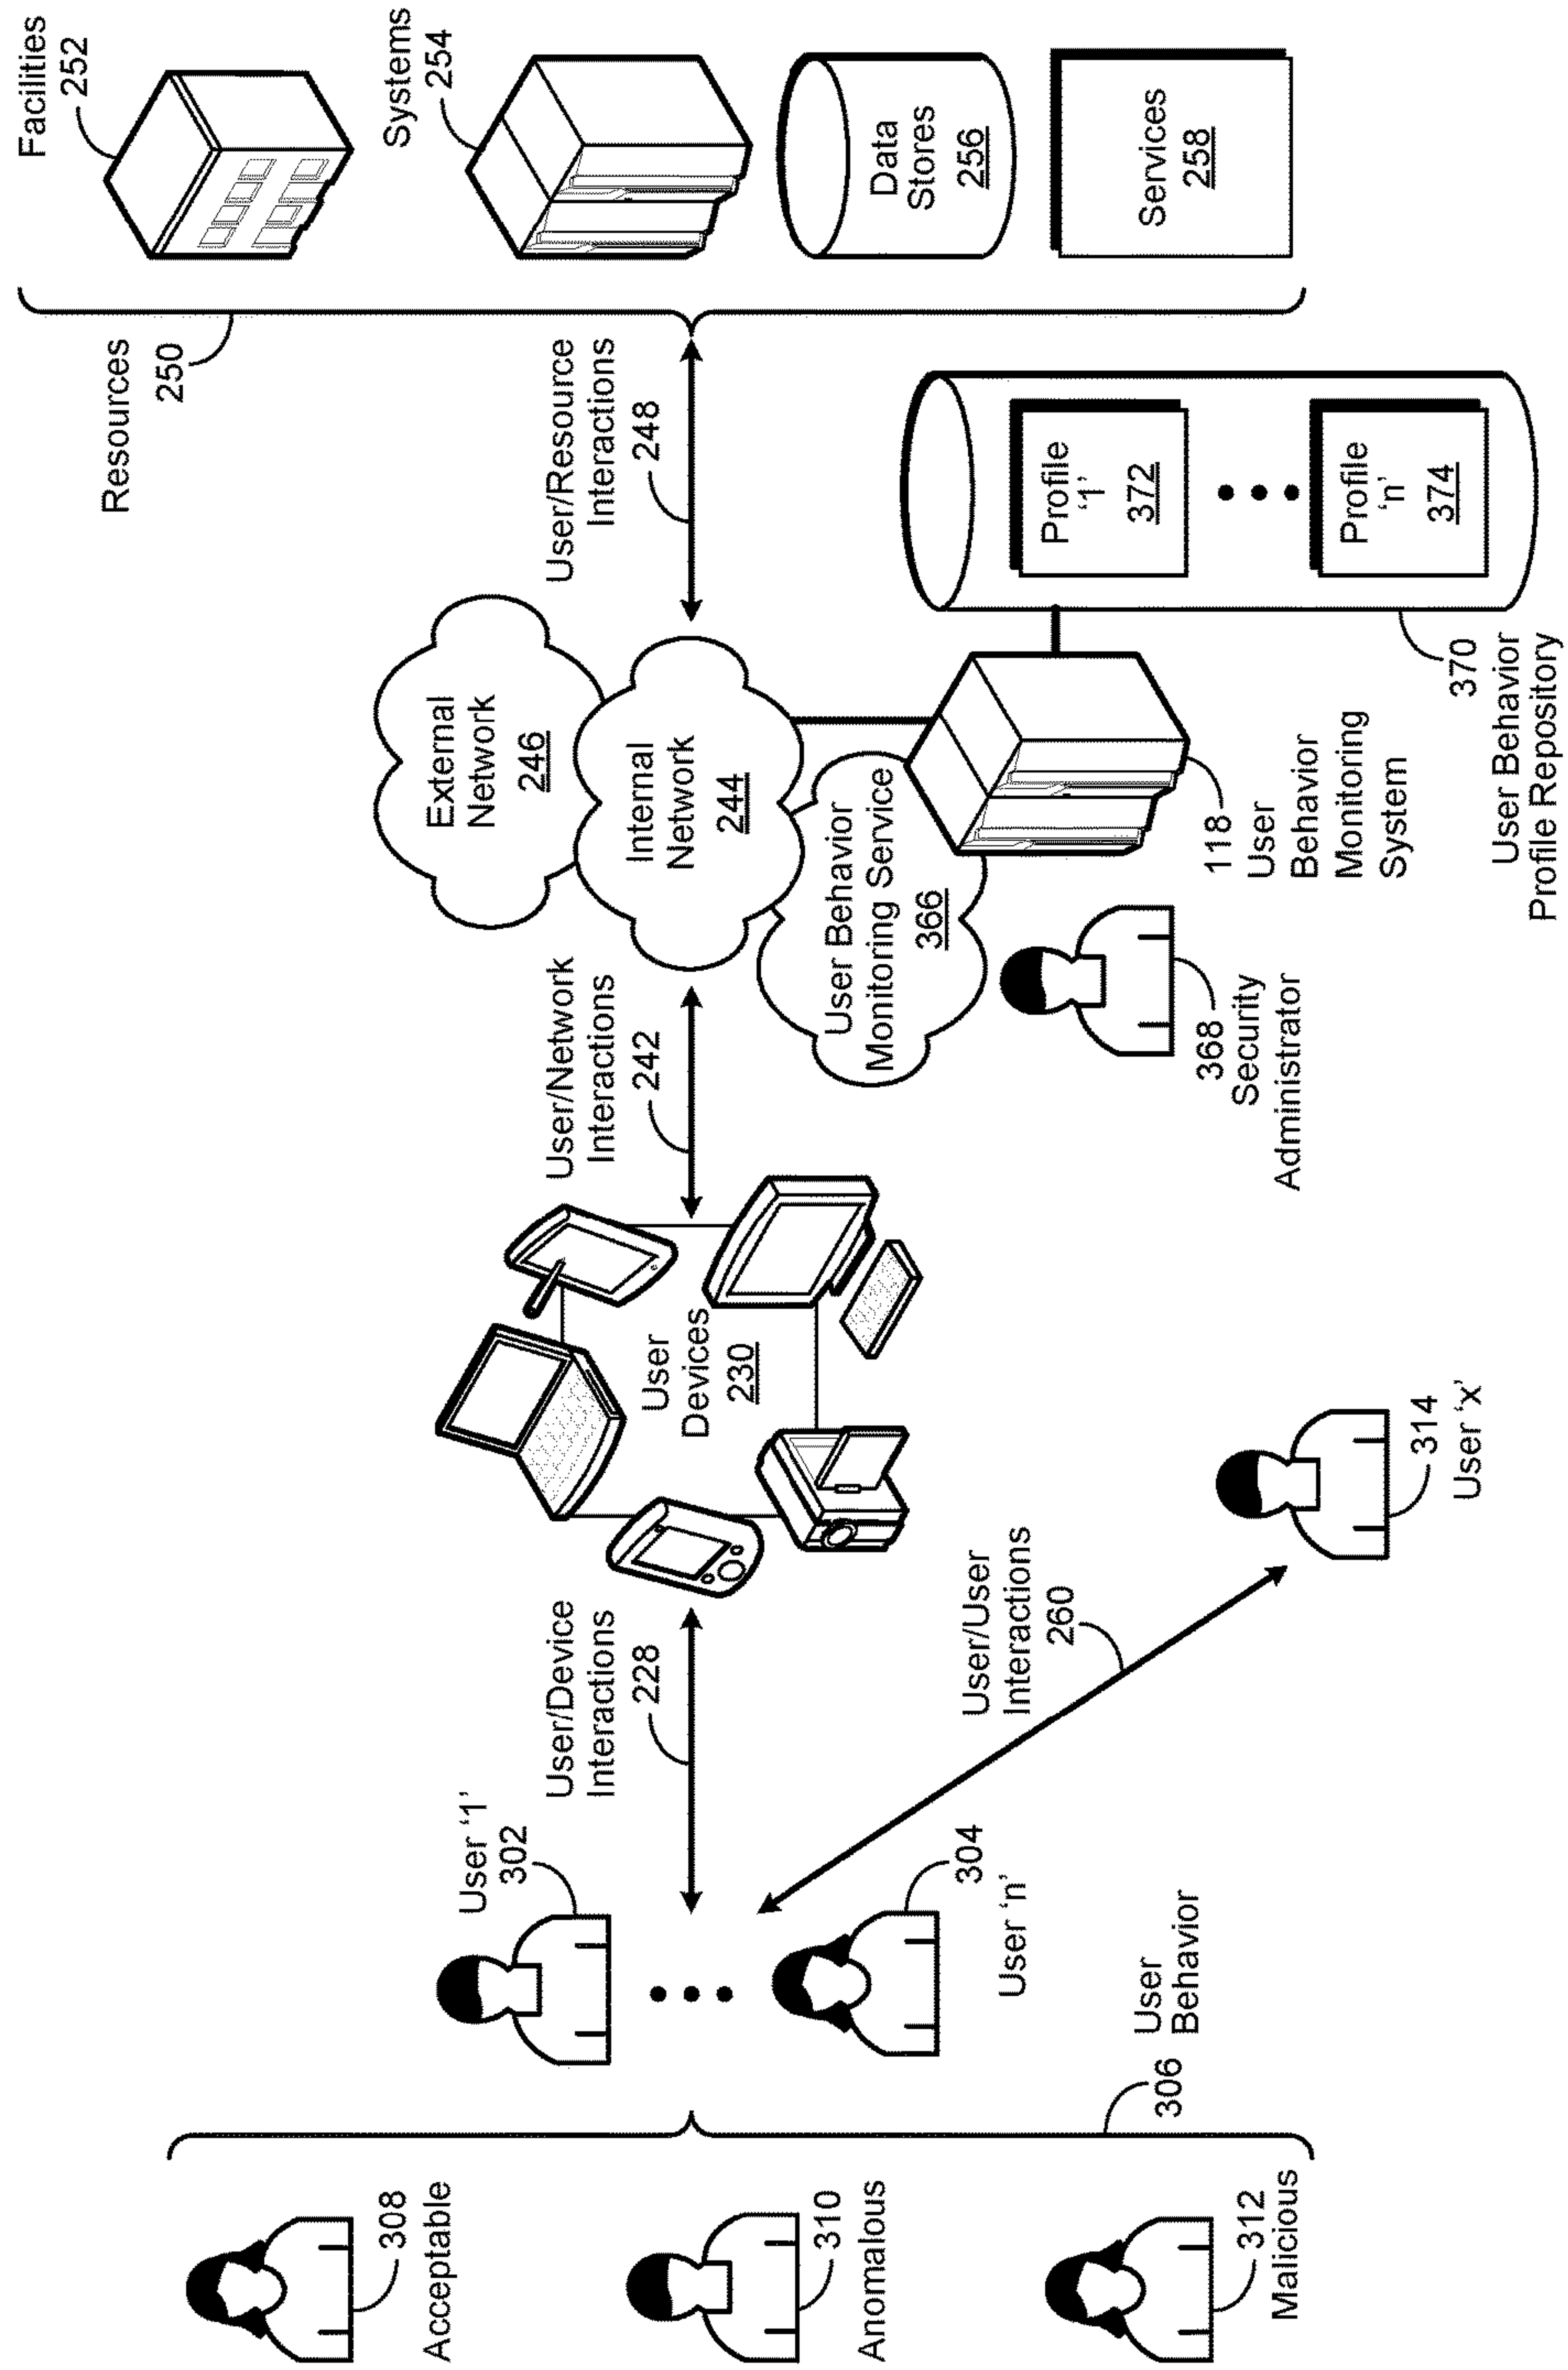 308
Acceptable
310
Anomalous
312
Malicious
306
User
Behavior
User ‘1’
302
304
User ‘n’
User/Device
Interactions
228
User/User
Interactions
260
314
User ‘x’
User
Devices
230
User/Network
Interactions
242
External
Network
246
Internal
Network
244
User Behavior
Monitoring Service
366
368
Security
Administrator
118
User
Behavior
Monitoring
System
User/Resource
Interactions
248
Profile
‘1’
372
Profile
‘n’
374
370
User Behavior
Profile Repository
Resources
250
Facilities
252
Systems
254
Data
Stores
256
Services
258